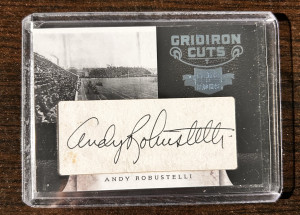 GRIDIRON
CUTS
Andy Robustelli
ANDY ROBUSTELLI